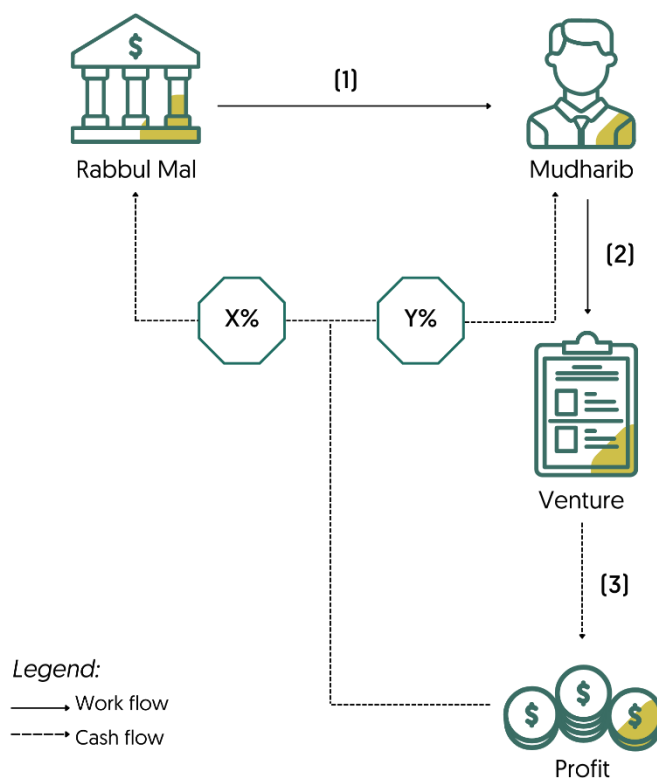 $
(1)
Rabbul Mal
Mudharib
(2)
X%
Y%
Venture
(3)
Legend:
Work flow
Cash flow
$ $ $
Profit